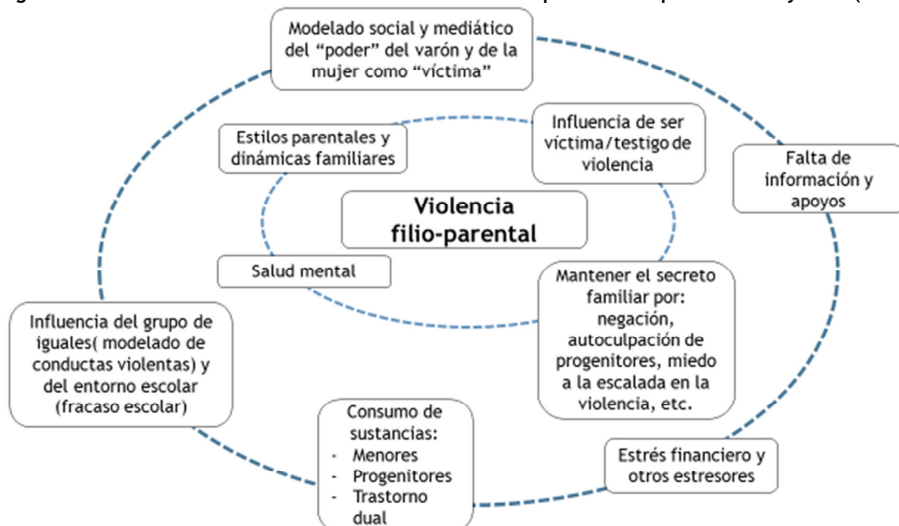 Modelado social y mediático
del “poder” del varón y de la
mujer como “víctima”
Estilos parentales y
dinámicas familiares
Influencia de ser
víctima/testigo de
violencia
Falta de
información y
apoyos
Violencia
filio-parental
Salud mental
Mantener el secreto
familiar por:
negación,
autoculpación de
progenitores, miedo
a la escalada en la
violencia, etc.
Influencia del grupo de
iguales( modelado de
conductas violentas) y
del entorno escolar
(fracaso escolar)
Consumo de
sustancias:
- Menores
- Progenitores
- Trastorno
dual
Estrés financiero y
otros estresores